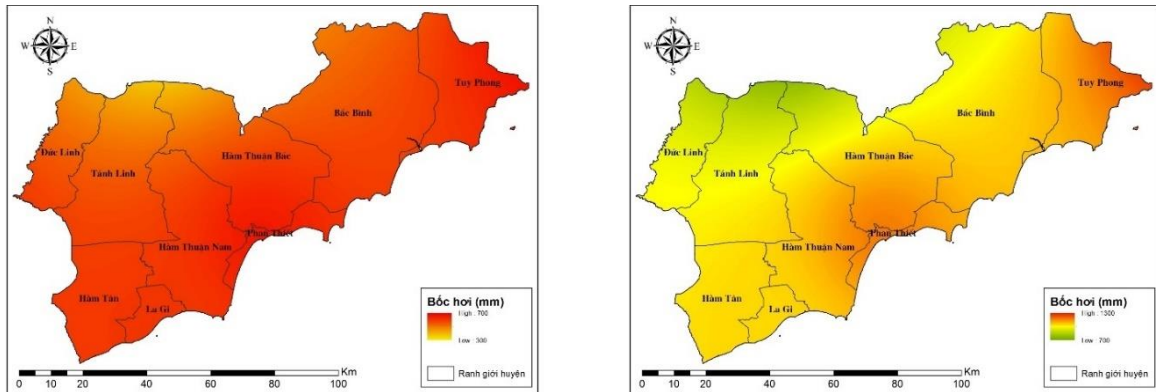 N
W E
S
Tuy Phong
Bắc Bình
Đức Linh
Hàm Thuận Bắc
Tánh Linh
Phan Thiết
Hàm Thuận Nam
Hàm Tân
La Gi
Bốc hơi (mm)
High : 700
Low : 300
Ranh giới huyện
Km
0 20 40 60 80 100
N
W E
S
Tuy Phong
Bắc Bình
Đức Linh
Hàm Thuận Bắc
Tánh Linh
Phan Thiết
Hàm Thuận Nam
Hàm Tân
La Gi
Bốc hơi (mm)
High : 1300
Low : 700
Ranh giới huyện
Km
0 20 40 60 80 100